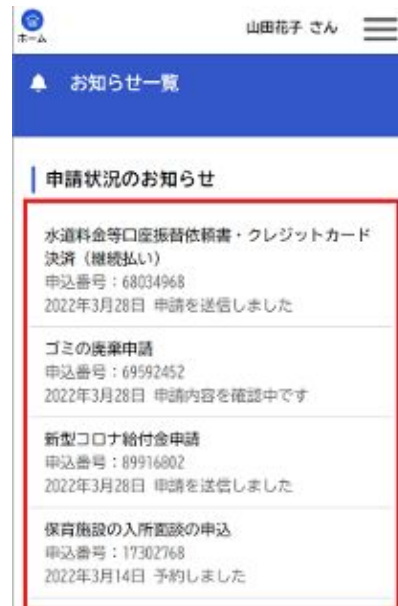 ホーム
山田花子 さん
お知らせ一覧
申請状況のお知らせ
水道料金等口座振替依頼書・クレジットカード
決済（継続払い）
申込番号：68034968
2022年3月28日 申請を送信しました
ゴミの廃棄申請
申込番号：69592452
2022年3月28日 申請内容を確認中です
新型コロナ給付金申請
申込番号：89916802
2022年3月28日 申請を送信しました
保育施設の入所面談の申込
申込番号：17302768
2022年3月14日 予約しました